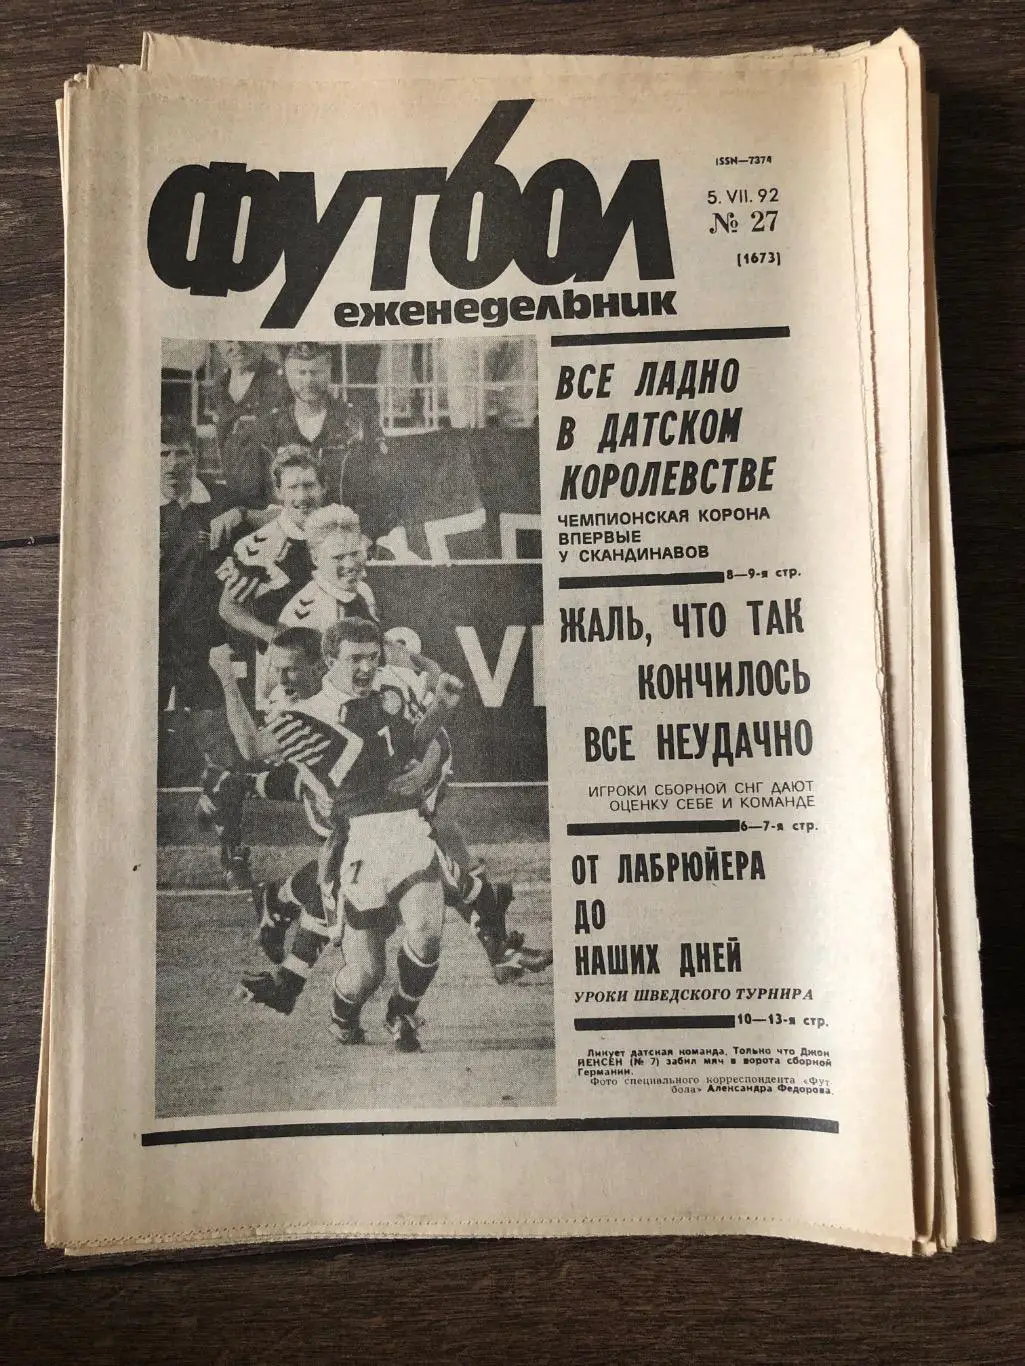 ФУТБОЛ
еженедельник
ISSN—7374
5. VII. 92
№ 27
(1673)
ВСЕ ЛАДНО
В ДАТСКОМ
КОРОЛЕВСТВЕ
ЧЕМПИОНСКАЯ КОРОНА
ВПЕРВЫЕ
У СКАНДИНАВОВ
8—9-я стр.
ЖАЛЬ, ЧТО ТАК
КОНЧИЛОСЬ
ВСЕ НЕУДАЧНО
ИГРОКИ СБОРНОЙ СНГ ДАЮТ
ОЦЕНКУ СЕБЕ И КОМАНДЕ
6—7-я стр.
ОТ ЛАБРЮЙЕРА
ДО
НАШИХ ДНЕЙ
УРОКИ ШВЕДСКОГО ТУРНИРА
10—13-я стр.
Ликует датская команда. Только что Джон
ЙЕНСЕН (№ 7) забил мяч в ворота сборной
Германии.
Фото специального корреспондента «Фут
бола» Александра Федорова.
7
7